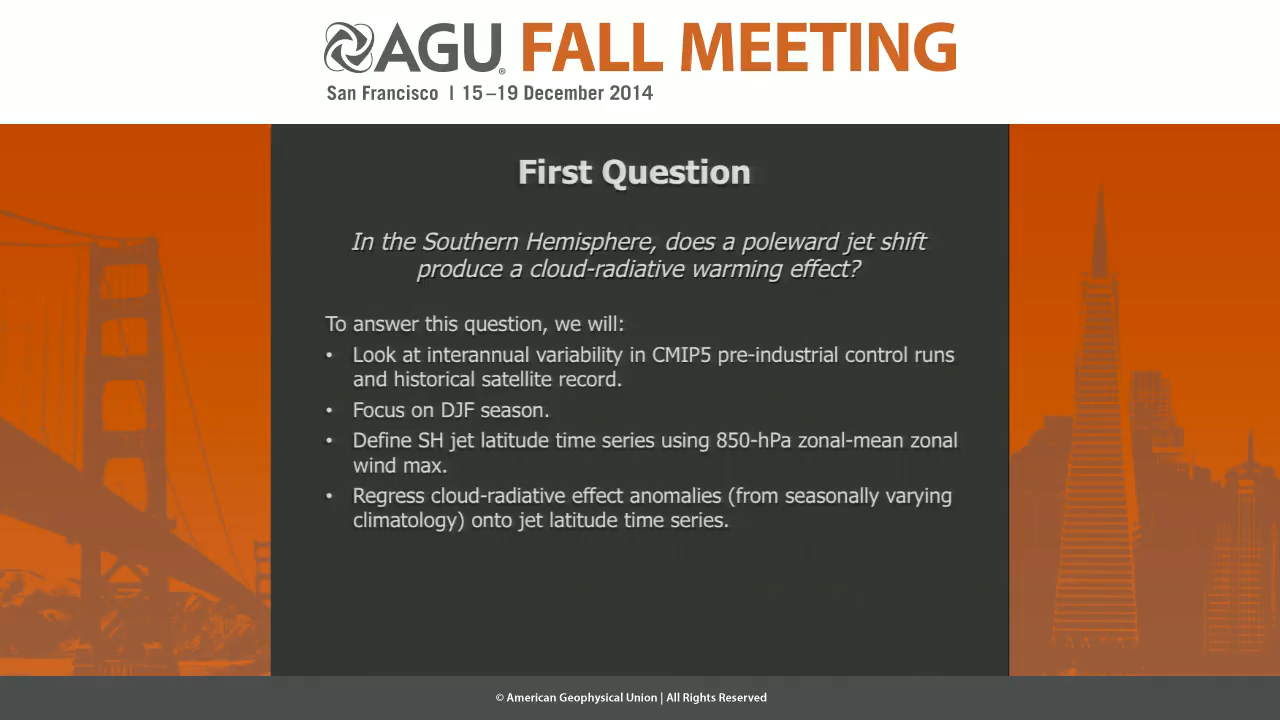 AGU® FALL MEETING
San Francisco | 15–19 December 2014
First Question
In the Southern Hemisphere, does a poleward jet shift
produce a cloud-radiative warming effect?
To answer this question, we will:
• Look at interannual variability in CMIP5 pre-industrial control runs
and historical satellite record.
• Focus on DJF season.
• Define SH jet latitude time series using 850-hPa zonal-mean zonal
wind max.
• Regress cloud-radiative effect anomalies (from seasonally varying
climatology) onto jet latitude time series.
© American Geophysical Union | All Rights Reserved